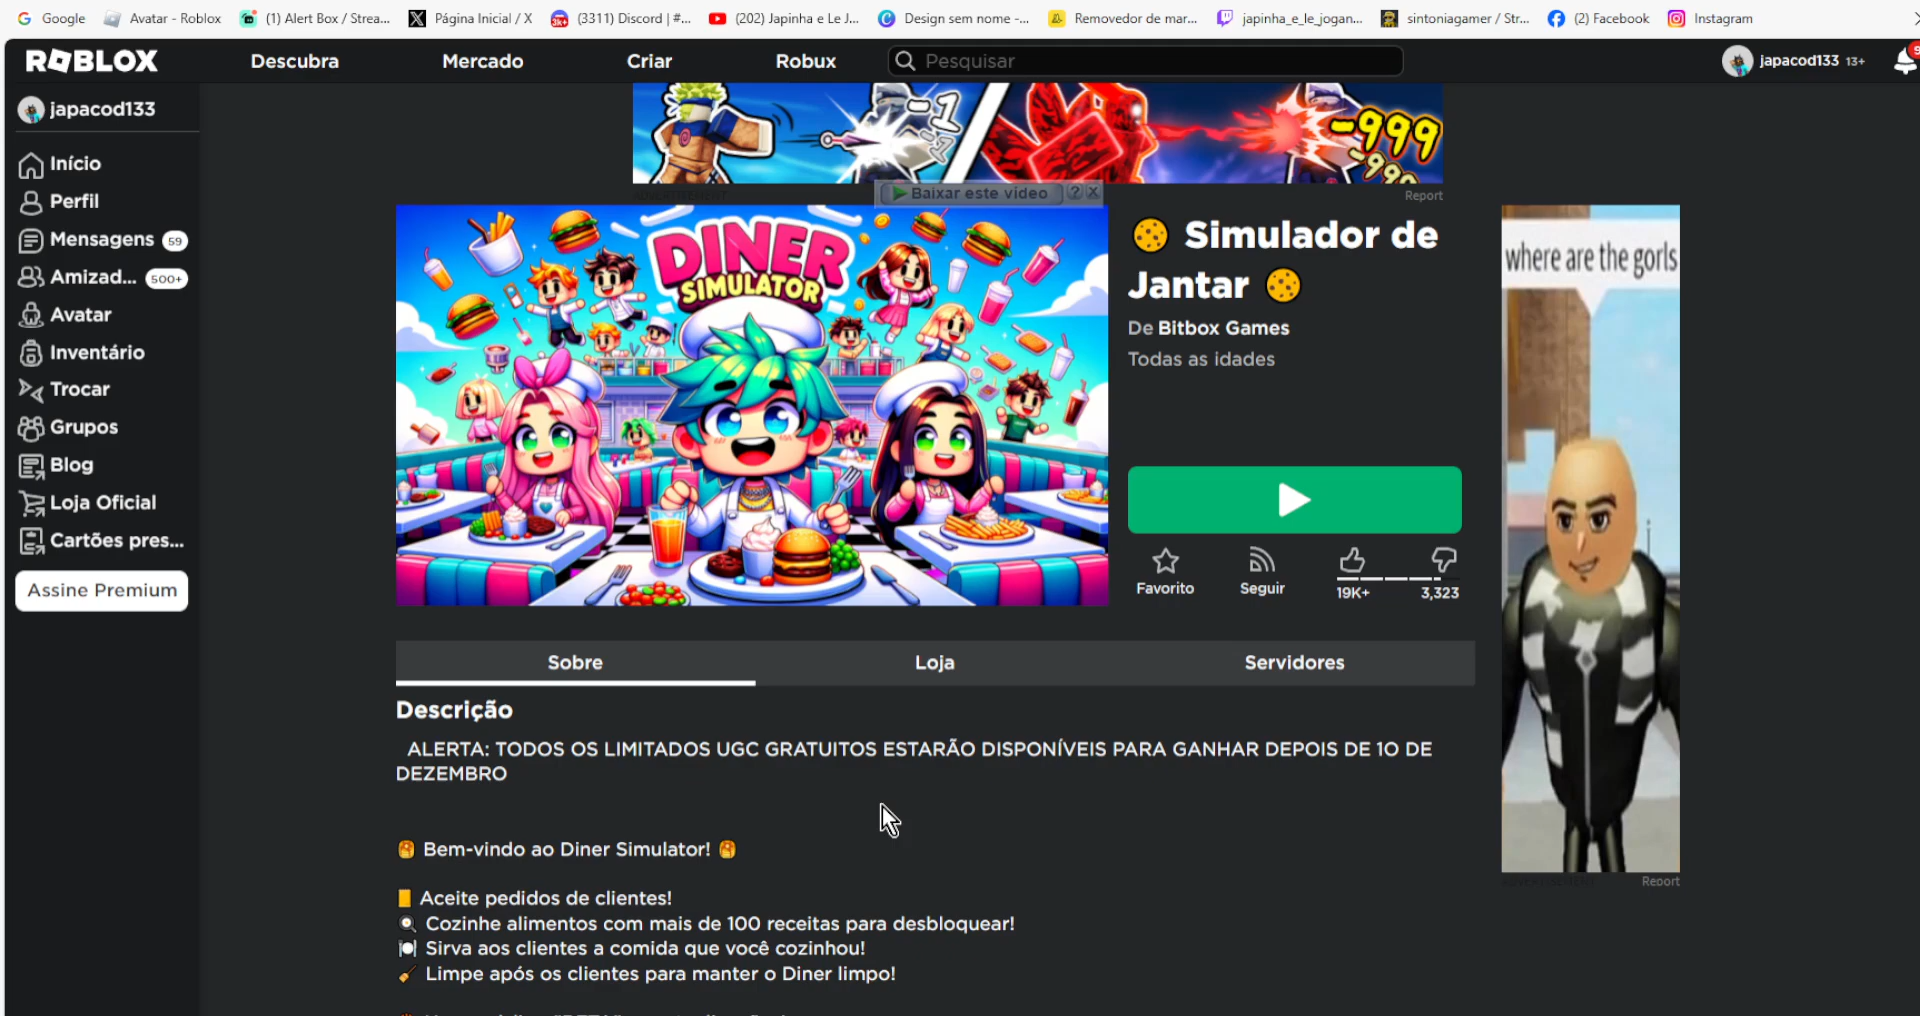 Google Avatar - Roblox (1) Alert Box / Strea... Página Inicial / X (3311) Discord | #... (202) Japinha e Le J... Design sem nome -... Removedor de mar... japinha_e_le_jogan... sintoniagamer / Str... (2) Facebook Instagram
ROBLOX Descubra Mercado Criar Robux Pesquisar japacod133 13+
japacod133
Início
Perfil
Mensagens 59
Amizad... 500+
Avatar
Inventário
Trocar
Grupos
Blog
Loja Oficial
Cartões pres...
Assine Premium
-1
-999
Baixar este video ? X
Report
DINER
SIMULATOR
Simulador de
Jantar
De Bitbox Games
Todas as idades
Favorito Seguir 19K+ 3,323
where are the gorls
Report
Sobre Loja Servidores
Descrição
ALERTA: TODOS OS LIMITADOS UGC GRATUITOS ESTARÃO DISPONÍVEIS PARA GANHAR DEPOIS DE 10 DE
DEZEMBRO
Bem-vindo ao Diner Simulator!
Aceite pedidos de clientes!
Cozinhe alimentos com mais de 100 receitas para desbloquear!
Sirva aos clientes a comida que você cozinhou!
Limpe após os clientes para manter o Diner limpo!